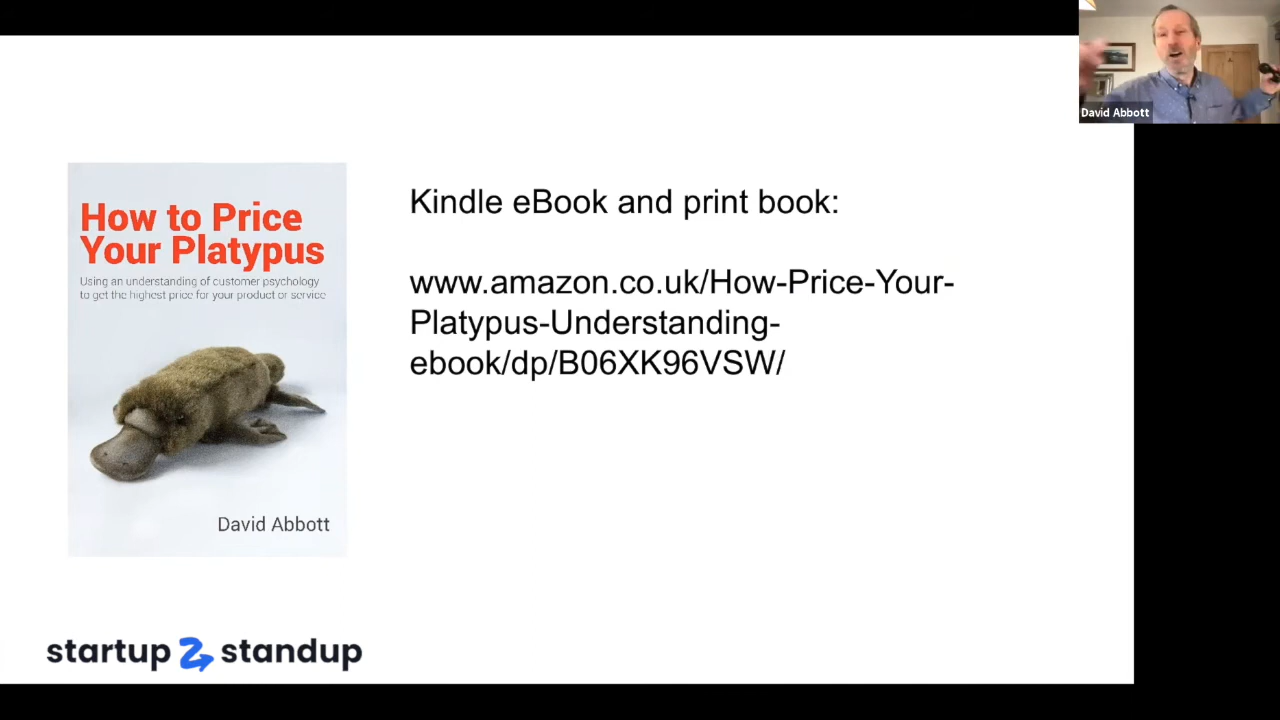 David Abbott
How to Price
Your Platypus
Using an understanding of customer psychology
to get the highest price for your product or service
David Abbott
Kindle eBook and print book:
www.amazon.co.uk/How-Price-Your-
Platypus-Understanding-
ebook/dp/B06XK96VSW/
startup standup